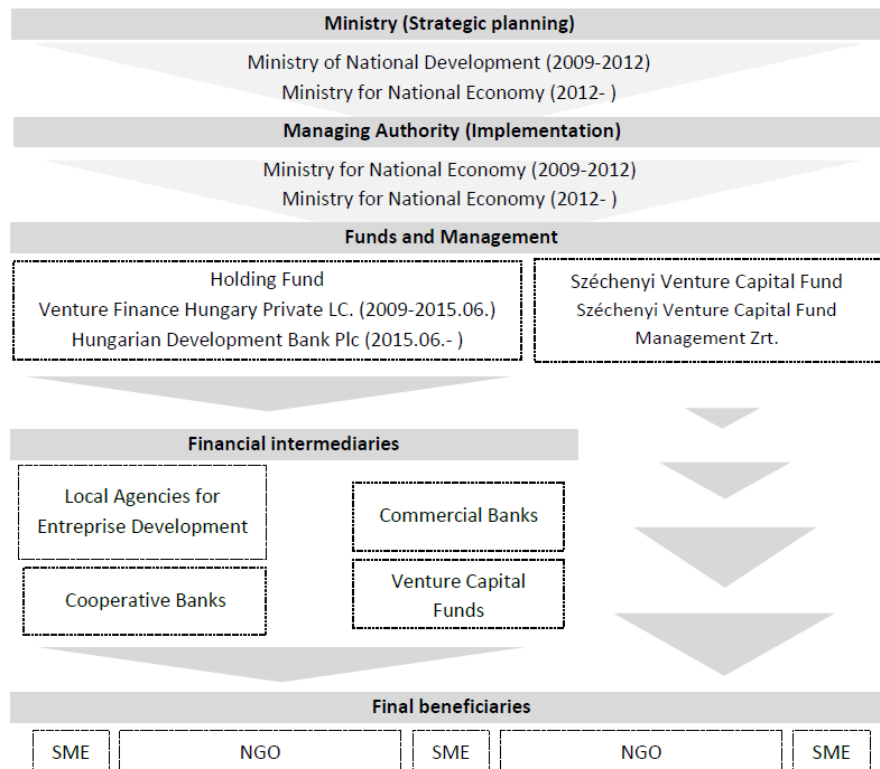 Ministry (Strategic planning)
Ministry of National Development (2009-2012)
Ministry for National Economy (2012- )
Managing Authority (Implementation)
Ministry for National Economy (2009-2012)
Ministry for National Economy (2012- )
Funds and Management
Holding Fund
Venture Finance Hungary Private LC. (2009-2015.06.)
Hungarian Development Bank Plc (2015.06.- )
Széchenyi Venture Capital Fund
Széchenyi Venture Capital Fund
Management Zrt.
Financial intermediaries
Local Agencies for
Entreprise Development
Commercial Banks
Cooperative Banks
Venture Capital
Funds
Final beneficiaries
SME
NGO
SME
NGO
SME